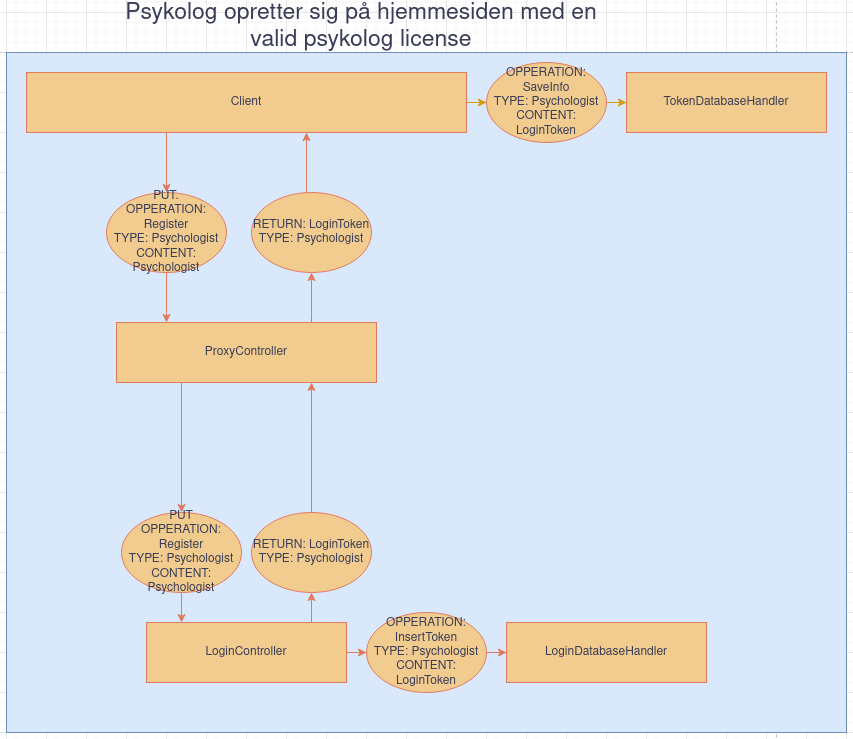 Psykolog opretter sig på hjemmesiden med en
valid psykolog license
Client
OPPERATION:
SaveInfo
TYPE: Psychologist
CONTENT:
LoginToken
TokenDatabaseHandler
PUT.
OPPERATION:
Register
TYPE: Psychologist
CONTENT:
Psychologist
RETURN: LoginToken
TYPE: Psychologist
ProxyController
PUT
OPPERATION:
Register
TYPE: Psychologist
CONTENT:
Psychologist
RETURN: LoginToken
TYPE: Psychologist
LoginController
OPPERATION:
InsertToken
TYPE: Psychologist
CONTENT:
LoginToken
LoginDatabaseHandler